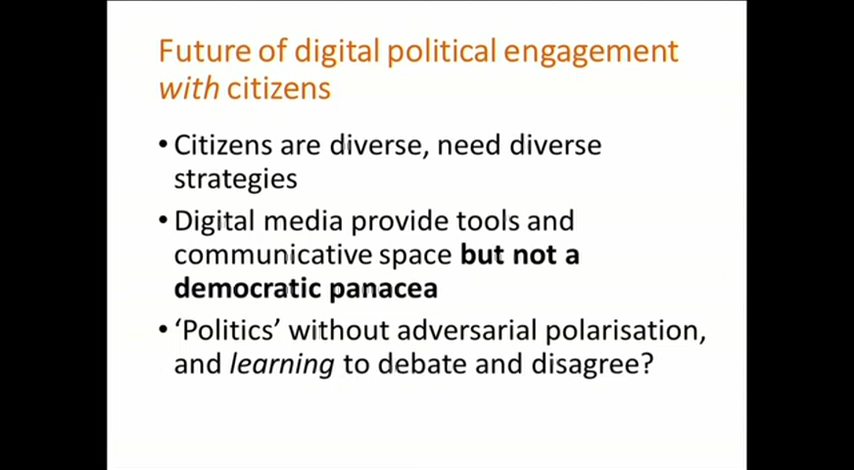 Future of digital political engagement
with citizens
• Citizens are diverse, need diverse
strategies
• Digital media provide tools and
communicative space but not a
democratic panacea
• ‘Politics’ without adversarial polarisation,
and learning to debate and disagree?